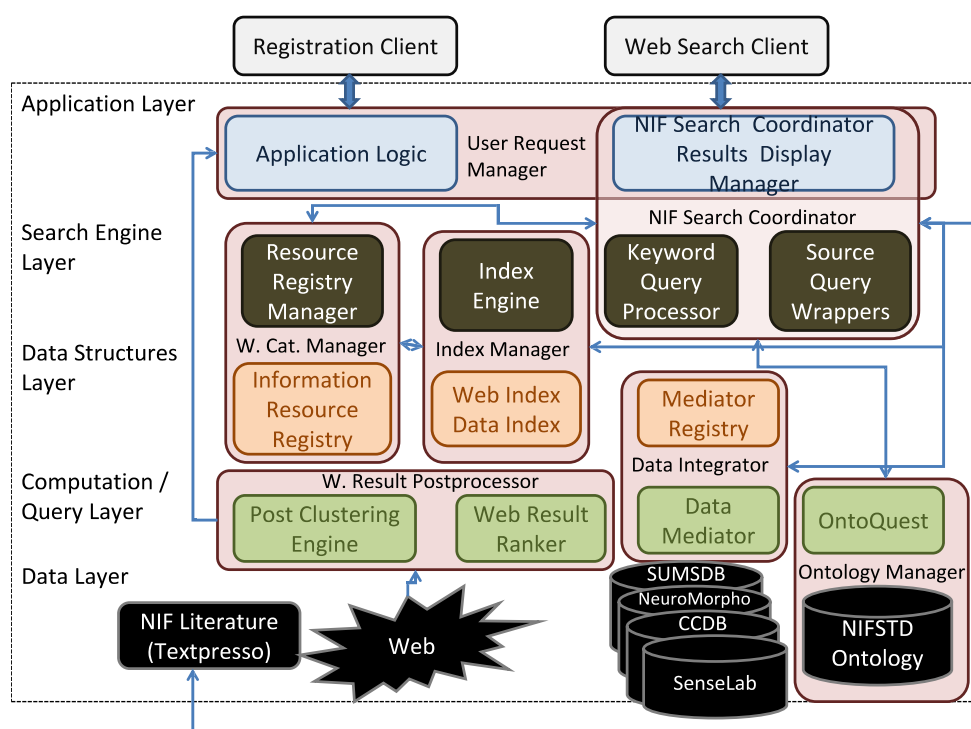 Registration Client
Web Search Client
Application Layer
Application Logic
User Request
Manager
NIF Search Coordinator
Results Display
Manager
NIF Search Coordinator
Search Engine
Layer
Resource
Registry
Manager
Index
Engine
Keyword
Query
Processor
Source
Query
Wrappers
Data Structures
Layer
W. Cat. Manager
Index Manager
Information
Resource
Registry
Web Index
Data Index
Mediator
Registry
Data Integrator
Computation /
Query Layer
W. Result Postprocessor
Post Clustering
Engine
Web Result
Ranker
Data
Mediator
OntoQuest
Ontology Manager
Data Layer
NIF Literature
(Textpresso)
Web
SUMSDB
NeuroMorpho
CCDB
SenseLab
NIFSTD
Ontology